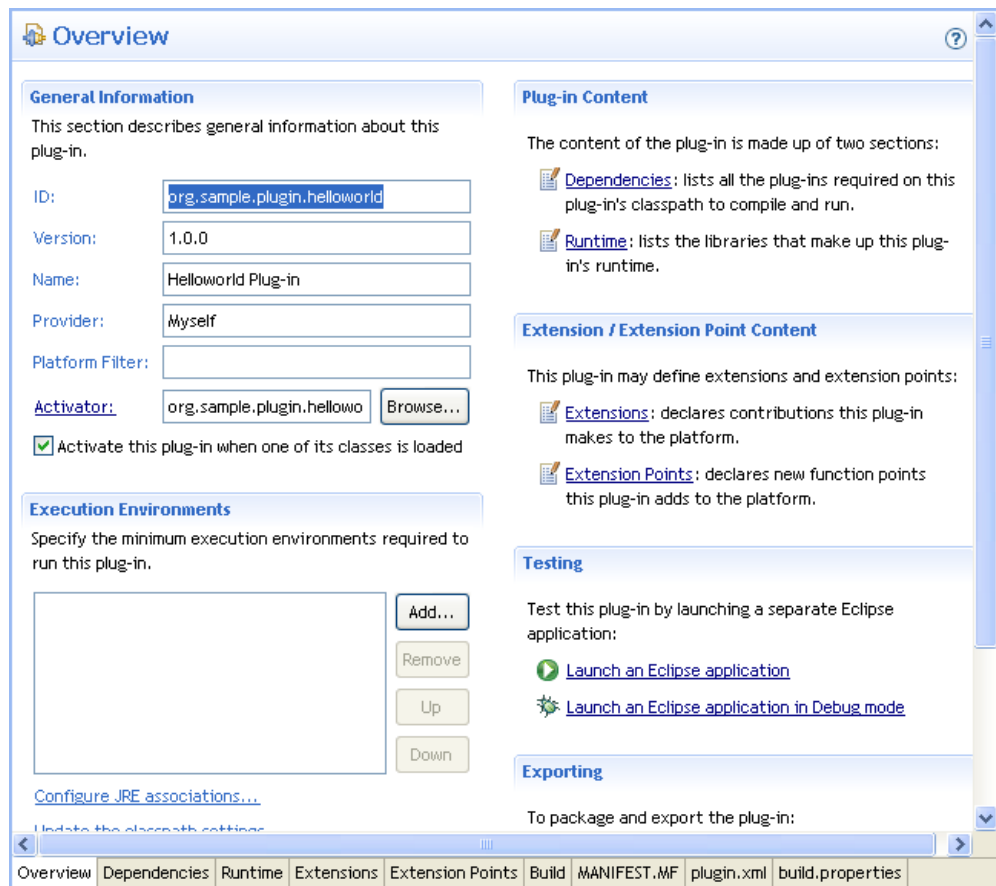 Overview
General Information
This section describes general information about this
plug-in.
ID: org.sample.plugin.helloworld
Version: 1.0.0
Name: Helloworld Plug-in
Provider: Myself
Platform Filter:
Activator: org.sample.plugin.hellowo Browse...
Activate this plug-in when one of its classes is loaded
Execution Environments
Specify the minimum execution environments required to
run this plug-in.
Add...
Remove
Up
Down
Configure JRE associations...
Update the classpath settings
Plug-in Content
The content of the plug-in is made up of two sections:
Dependencies: lists all the plug-ins required on this
plug-in's classpath to compile and run.
Runtime: lists the libraries that make up this plug-
in's runtime.
Extension / Extension Point Content
This plug-in may define extensions and extension points:
Extensions: declares contributions this plug-in
makes to the platform.
Extension Points: declares new function points
this plug-in adds to the platform.
Testing
Test this plug-in by launching a separate Eclipse
application:
Launch an Eclipse application
Launch an Eclipse application in Debug mode
Exporting
To package and export the plug-in:
Overview Dependencies Runtime Extensions Extension Points Build MANIFEST.MF plugin.xml build.properties